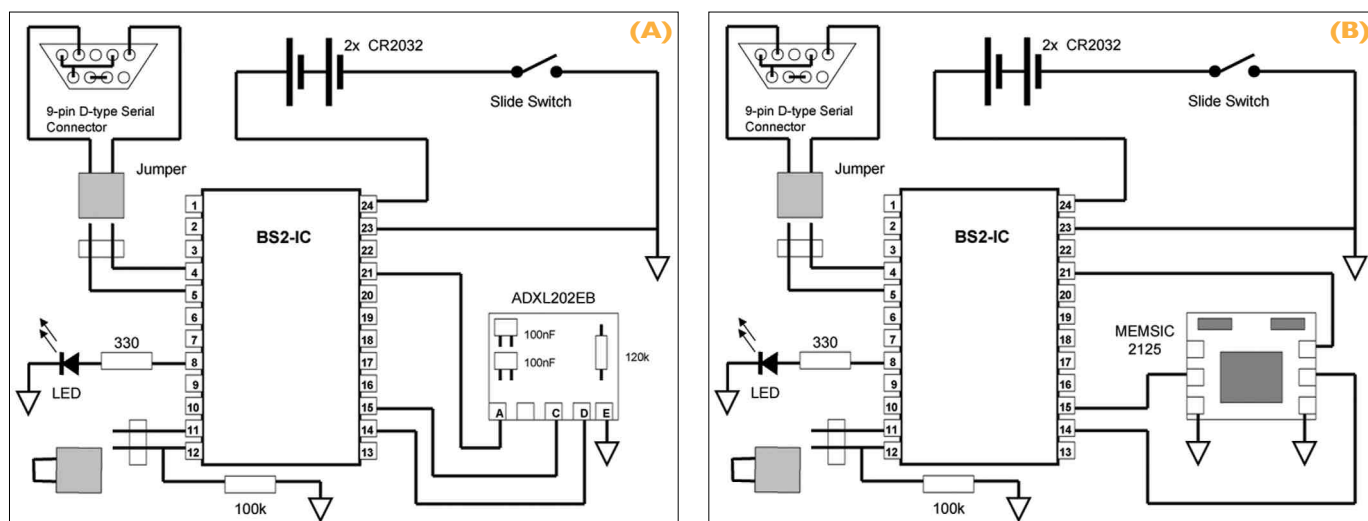 (A)
2x CR2032
Slide Switch
9-pin D-type Serial
Connector
Jumper
BS2-IC
1
2
3
4
5
6
7
8
9
10
11
12
24
23
22
21
20
19
18
17
16
15
14
13
330
LED
100k
ADXL202EB
100nF
100nF
120k
A
C
D
E
(B)
2x CR2032
Slide Switch
9-pin D-type Serial
Connector
Jumper
BS2-IC
1
2
3
4
5
6
7
8
9
10
11
12
24
23
22
21
20
19
18
17
16
15
14
13
330
LED
100k
MEMSIC
2125